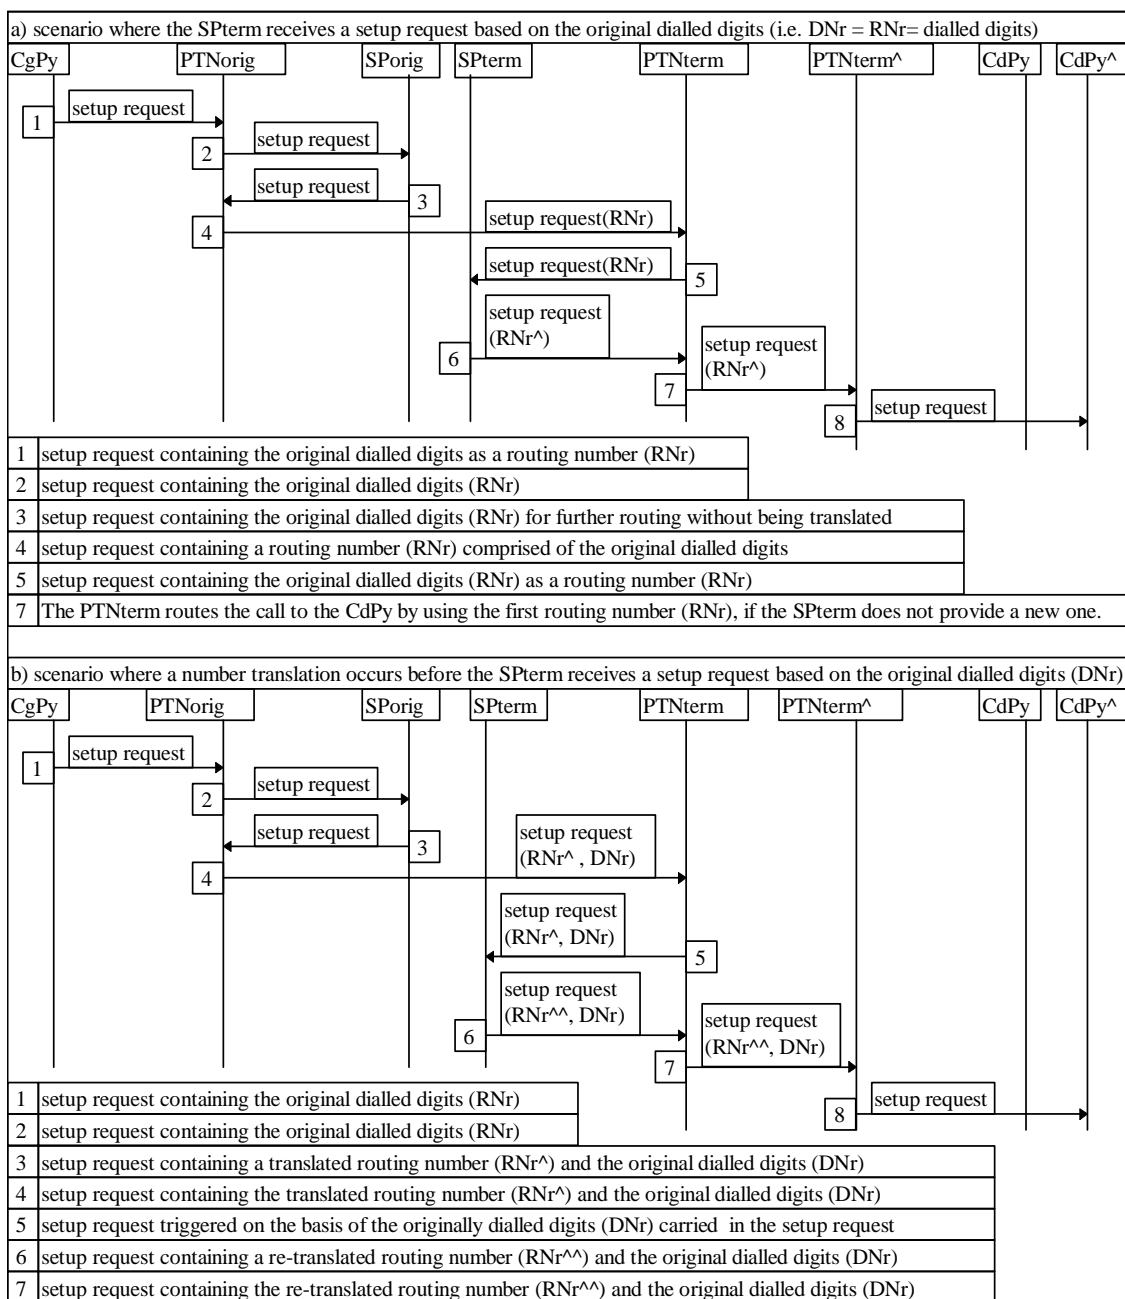 a) scenario where the SPterm receives a setup request based on the original dialled digits (i.e. DNr = RNr= dialled digits)
CgPy PTNorig SPorig SPterm PTNterm PTNterm^ CdPy CdPy^
setup request
1
setup request
2
setup request
3
setup request(RNr)
4
setup request(RNr)
5
setup request
(RNr^)
6
setup request
(RNr^)
7
setup request
8
1 setup request containing the original dialled digits as a routing number (RNr)
2 setup request containing the original dialled digits (RNr)
3 setup request containing the original dialled digits (RNr) for further routing without being translated
4 setup request containing a routing number (RNr) comprised of the original dialled digits
5 setup request containing the original dialled digits (RNr) as a routing number (RNr)
7 The PTNterm routes the call to the CdPy by using the first routing number (RNr), if the SPterm does not provide a new one.
b) scenario where a number translation occurs before the SPterm receives a setup request based on the original dialled digits (DNr)
CgPy PTNorig SPorig SPterm PTNterm PTNterm^ CdPy CdPy^
setup request
1
setup request
2
setup request
3
setup request
(RNr^ , DNr)
4
setup request
(RNr^, DNr)
5
setup request
(RNr^^, DNr)
6
setup request
(RNr^^, DNr)
7
setup request
8
1 setup request containing the original dialled digits (RNr)
2 setup request containing the original dialled digits (RNr)
3 setup request containing a translated routing number (RNr^) and the original dialled digits (DNr)
4 setup request containing the translated routing number (RNr^) and the original dialled digits (DNr)
5 setup request triggered on the basis of the originally dialled digits (DNr) carried in the setup request
6 setup request containing a re-translated routing number (RNr^^) and the original dialled digits (DNr)
7 setup request containing the re-translated routing number (RNr^^) and the original dialled digits (DNr)